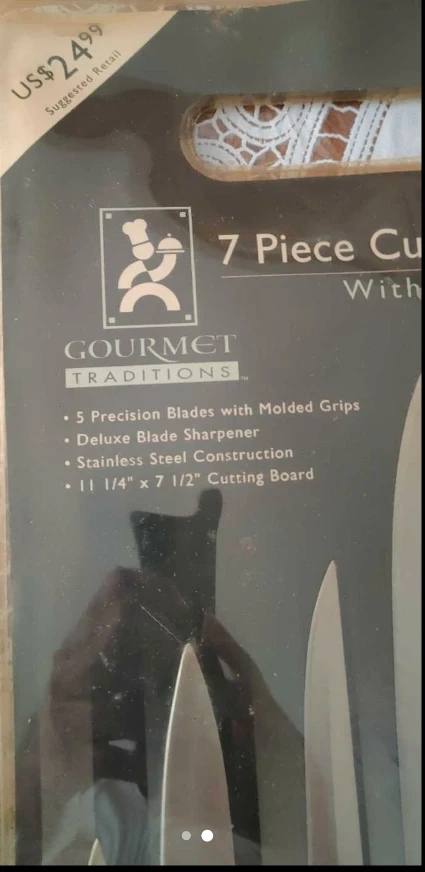 US$24.99
Suggested Retail
7 Piece Cu
With
GOURMET
TRADITIONS™
• 5 Precision Blades with Molded Grips
• Deluxe Blade Sharpener
• Stainless Steel Construction
• 11 1/4" x 7 1/2" Cutting Board